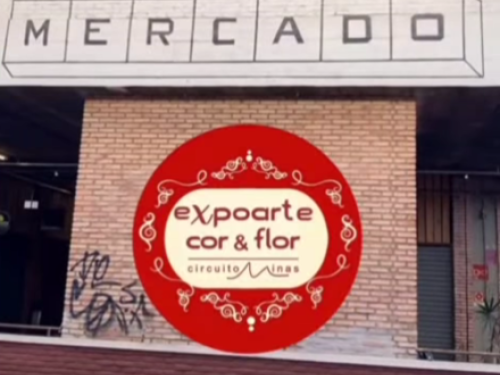 MERCADO
expoarte
cor & flor
circuito Minas